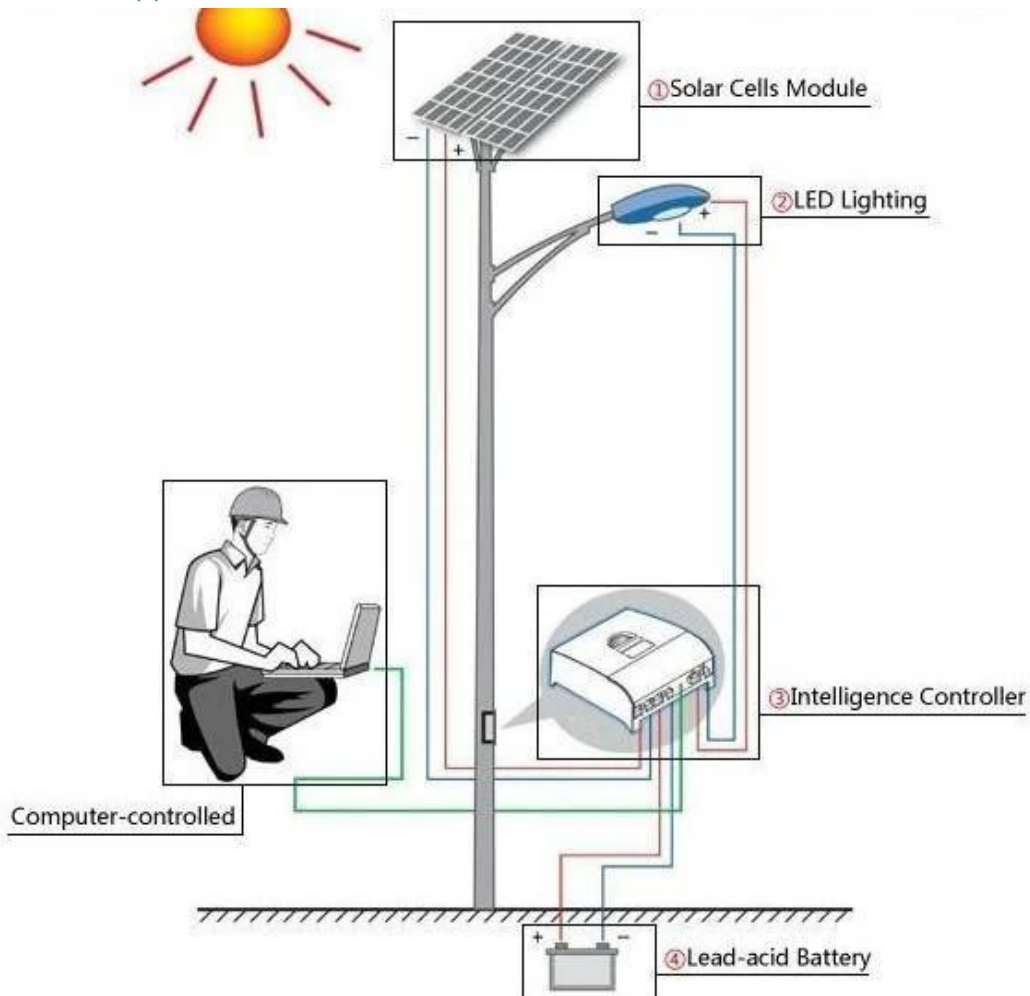 ①Solar Cells Module
−
+
②LED Lighting
+
−
③Intelligence Controller
Computer-controlled
+
−
④Lead-acid Battery